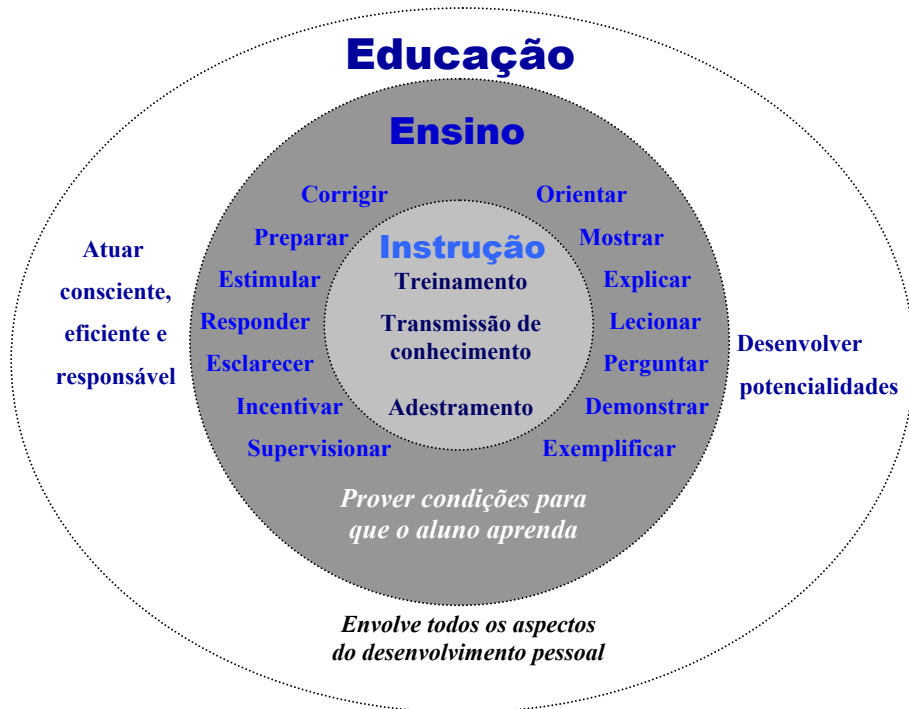 Educação
Ensino
Corrigir
Preparar
Estimular
Responder
Esclarecer
Incentivar
Supervisionar
Orientar
Mostrar
Explicar
Lecionar
Perguntar
Demonstrar
Exemplificar
Instrução
Treinamento
Transmissão de
conhecimento
Adestramento
Atuar
consciente,
eficiente e
responsável
Desenvolver
potencialidades
Prover condições para
que o aluno aprenda
Envolve todos os aspectos
do desenvolvimento pessoal